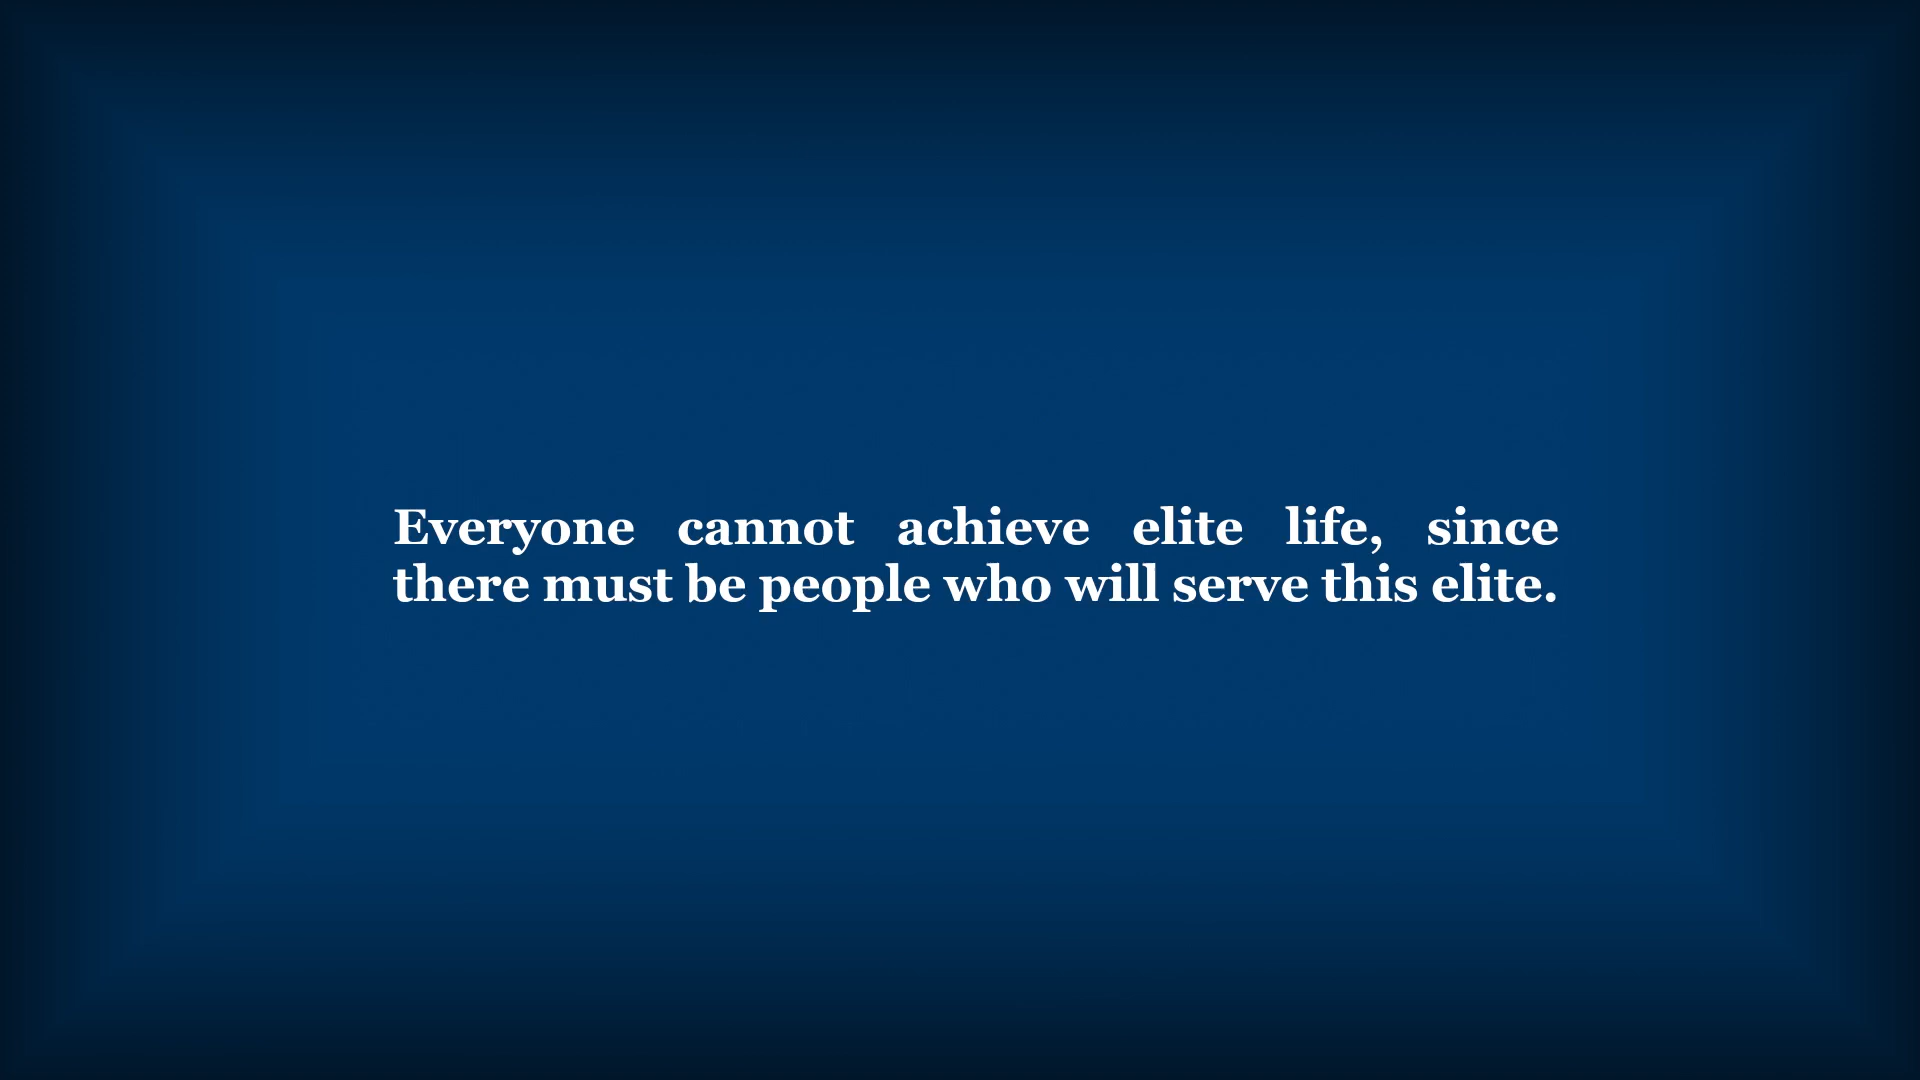 Everyone cannot achieve elite life, since
there must be people who will serve this elite.